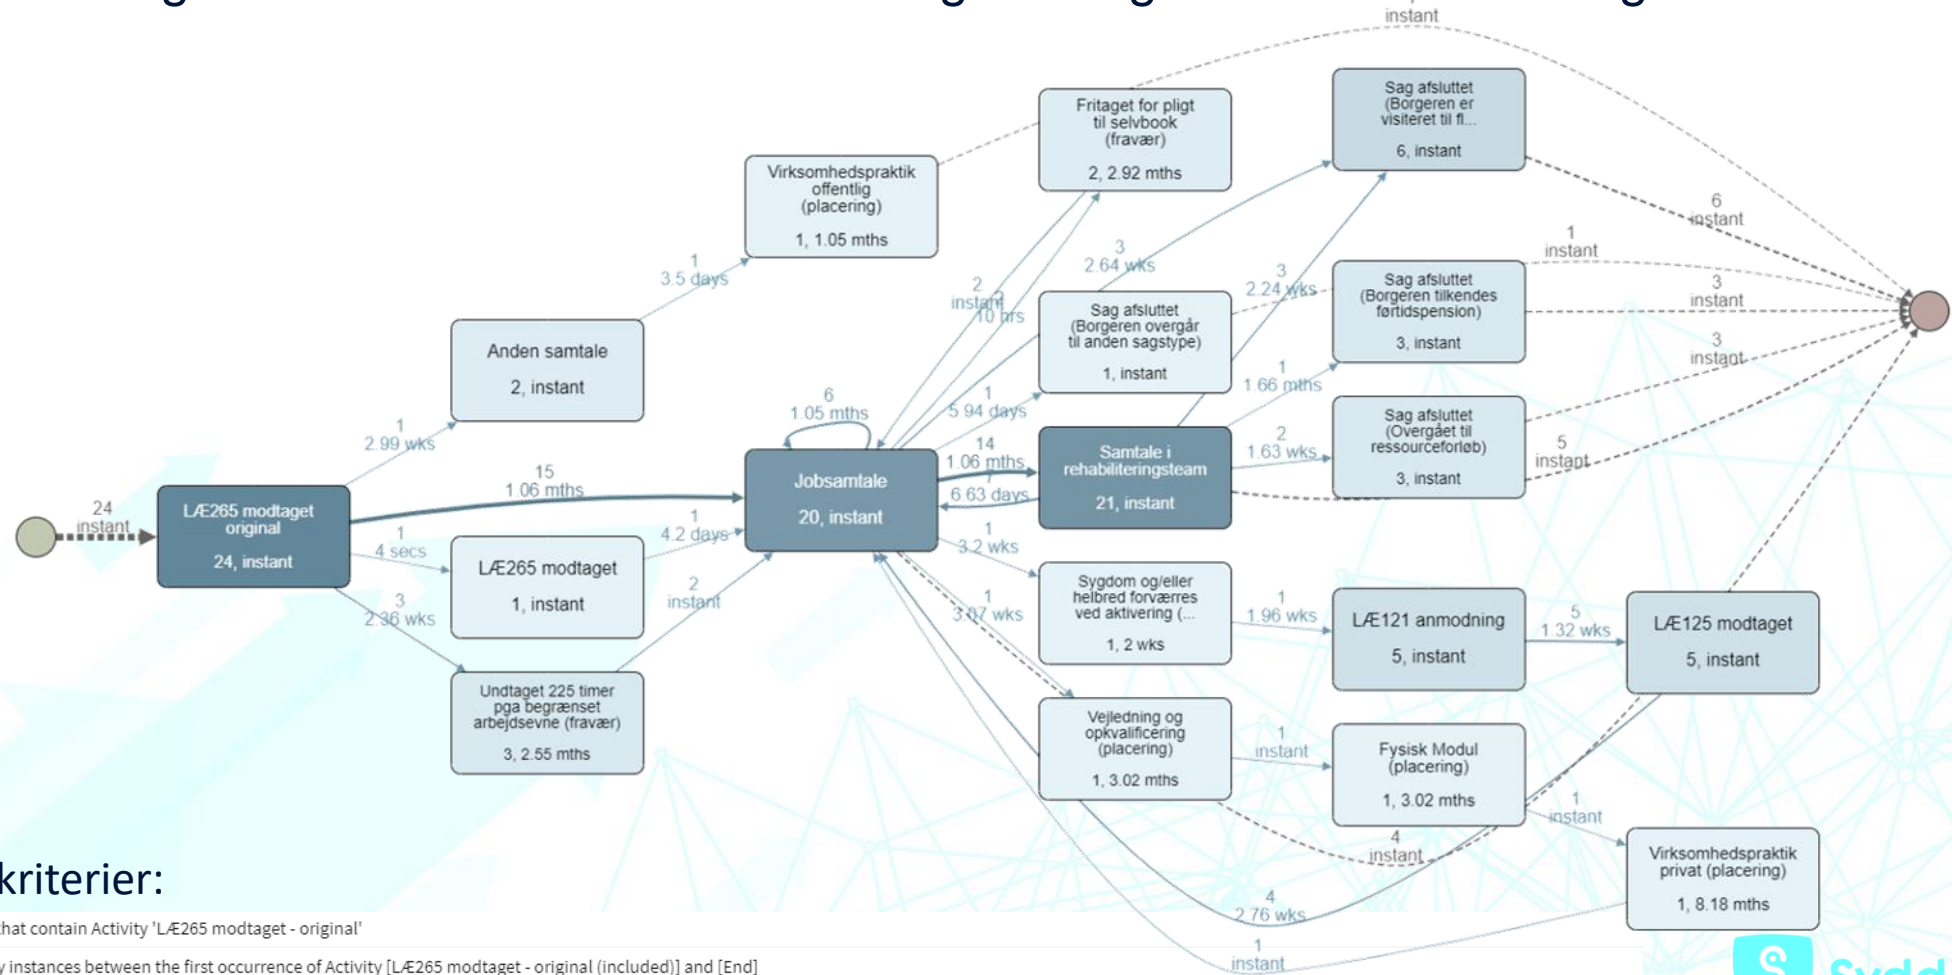 instant
Fritaget for pligt
til selvbook
(fravær)
2, 2.92 mths
Sag afsluttet
(Borgeren er
visiteret til fl...
6, instant
Virksomhedspraktik
offentlig
(placering)
1, 1.05 mths
6
instant
1
instant
1
3.5 days
3
2.64 wks
3
2.24 wks
2
instant
10 hrs
Sag afsluttet
(Borgeren overgår
til anden sagstype)
1, instant
Sag afsluttet
(Borgeren tilkendes
førtidspension)
3, instant
3
instant
3
instant
Anden samtale
2, instant
1
2.99 wks
6
1.05 mths
1
5.94 days
1
1.66 mths
Sag afsluttet
(Overgået til
ressourceforløb)
3, instant
5
instant
15
1.06 mths
14
1.06 mths
7
6.63 days
2
1.63 wks
24
instant
LÆ265 modtaget
original
24, instant
Jobsamtale
20, instant
Samtale i
rehabiliteringsteam
21, instant
1
4 secs
LÆ265 modtaget
1, instant
1
4.2 days
1
3.2 wks
3
2.36 wks
2
instant
1
3.07 wks
Sygdom og/eller
helbred forværres
ved aktivering (...
1, 2 wks
1
1.96 wks
LÆ121 anmodning
5, instant
5
1.32 wks
LÆ125 modtaget
5, instant
Undtaget 225 timer
pga begrænset
arbejdsevne (fravær)
3, 2.55 mths
Vejledning og
opkvalificering
(placering)
1, 3.02 mths
1
instant
Fysisk Modul
(placering)
1, 3.02 mths
1
instant
4
instant
Virksomhedspraktik
privat (placering)
1, 8.18 mths
4
2.76 wks
1
instant
kriterier:
hat contain Activity 'LÆ265 modtaget - original'
y instances between the first occurrence of Activity [LÆ265 modtaget - original (included)] and [End]